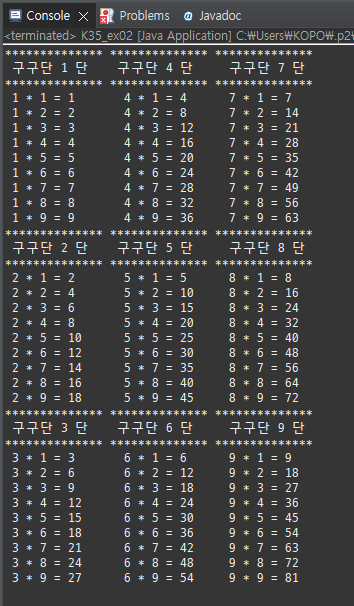 Console Problems @ Javadoc
<terminated> K35_ex02 [Java Application] C:₩Users₩KOPO₩.p2₩
************** ************** **************
구구단 1 단 구구단 4 단 구구단 7 단
************** ************** **************
1 * 1 = 1 4 * 1 = 4 7 * 1 = 7
1 * 2 = 2 4 * 2 = 8 7 * 2 = 14
1 * 3 = 3 4 * 3 = 12 7 * 3 = 21
1 * 4 = 4 4 * 4 = 16 7 * 4 = 28
1 * 5 = 5 4 * 5 = 20 7 * 5 = 35
1 * 6 = 6 4 * 6 = 24 7 * 6 = 42
1 * 7 = 7 4 * 7 = 28 7 * 7 = 49
1 * 8 = 8 4 * 8 = 32 7 * 8 = 56
1 * 9 = 9 4 * 9 = 36 7 * 9 = 63
************** ************** **************
구구단 2 단 구구단 5 단 구구단 8 단
************** ************** **************
2 * 1 = 2 5 * 1 = 5 8 * 1 = 8
2 * 2 = 4 5 * 2 = 10 8 * 2 = 16
2 * 3 = 6 5 * 3 = 15 8 * 3 = 24
2 * 4 = 8 5 * 4 = 20 8 * 4 = 32
2 * 5 = 10 5 * 5 = 25 8 * 5 = 40
2 * 6 = 12 5 * 6 = 30 8 * 6 = 48
2 * 7 = 14 5 * 7 = 35 8 * 7 = 56
2 * 8 = 16 5 * 8 = 40 8 * 8 = 64
2 * 9 = 18 5 * 9 = 45 8 * 9 = 72
************** ************** **************
구구단 3 단 구구단 6 단 구구단 9 단
************** ************** **************
3 * 1 = 3 6 * 1 = 6 9 * 1 = 9
3 * 2 = 6 6 * 2 = 12 9 * 2 = 18
3 * 3 = 9 6 * 3 = 18 9 * 3 = 27
3 * 4 = 12 6 * 4 = 24 9 * 4 = 36
3 * 5 = 15 6 * 5 = 30 9 * 5 = 45
3 * 6 = 18 6 * 6 = 36 9 * 6 = 54
3 * 7 = 21 6 * 7 = 42 9 * 7 = 63
3 * 8 = 24 6 * 8 = 48 9 * 8 = 72
3 * 9 = 27 6 * 9 = 54 9 * 9 = 81